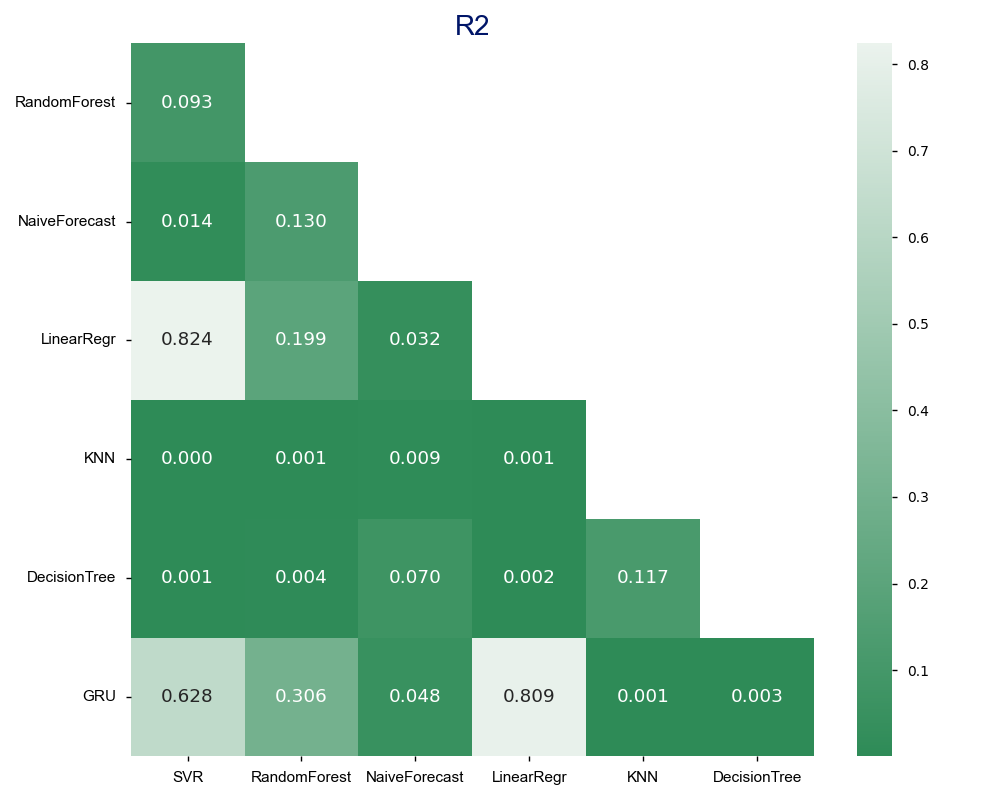 R2
RandomForest 0.093
NaiveForecast 0.014 0.130
LinearRegr 0.824 0.199 0.032
KNN 0.000 0.001 0.009 0.001
DecisionTree 0.001 0.004 0.070 0.002 0.117
GRU 0.628 0.306 0.048 0.809 0.001 0.003
SVR RandomForest NaiveForecast LinearRegr KNN DecisionTree
0.8
0.7
0.6
0.5
0.4
0.3
0.2
0.1